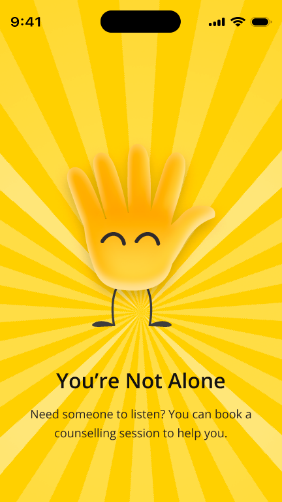 9:41
You’re Not Alone
Need someone to listen? You can book a
counselling session to help you.